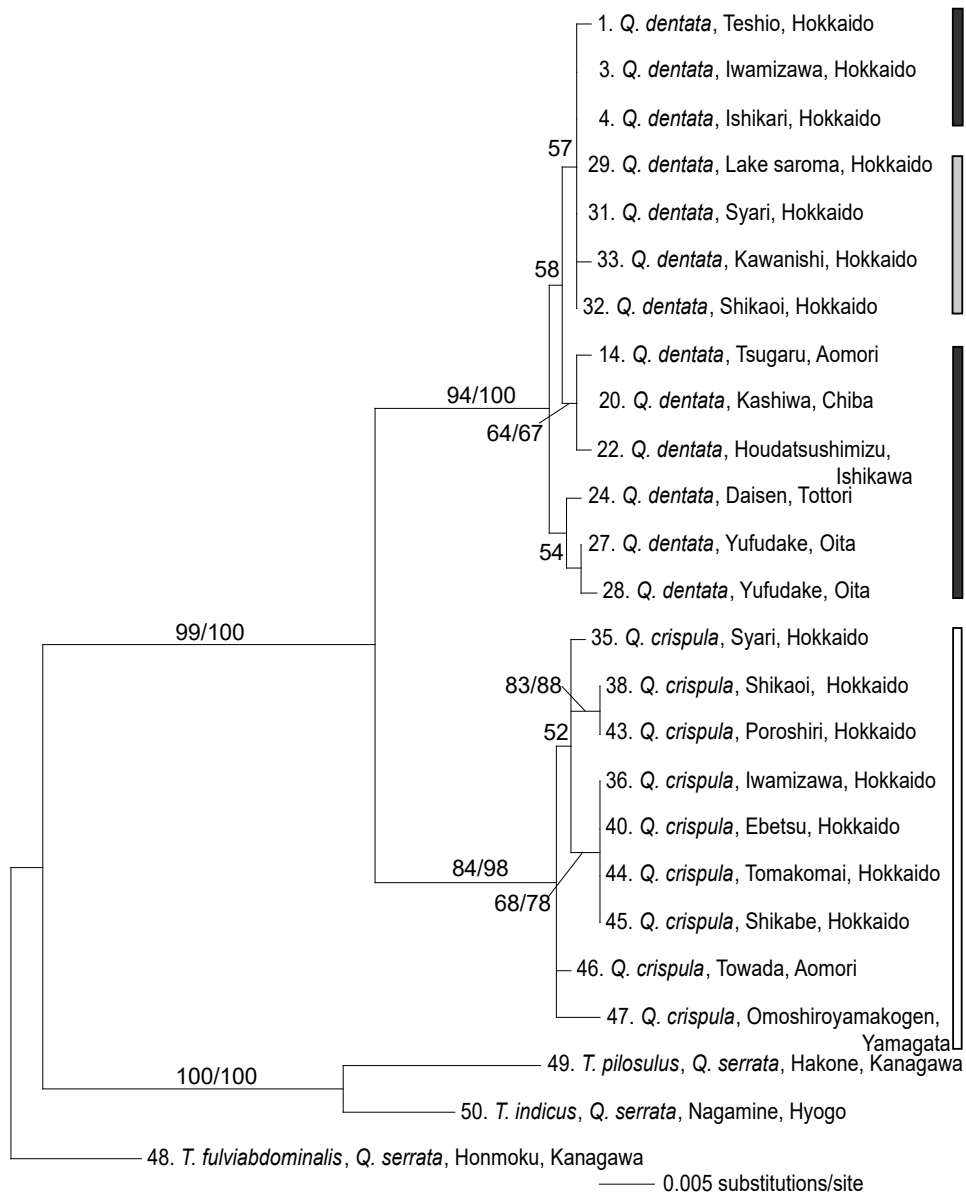 1. Q. dentata, Teshio, Hokkaido
3. Q. dentata, Iwamizawa, Hokkaido
4. Q. dentata, Ishikari, Hokkaido
57
29. Q. dentata, Lake saroma, Hokkaido
31. Q. dentata, Syari, Hokkaido
33. Q. dentata, Kawanishi, Hokkaido
58
32. Q. dentata, Shikaoi, Hokkaido
14. Q. dentata, Tsugaru, Aomori
94/100
20. Q. dentata, Kashiwa, Chiba
64/67
22. Q. dentata, Houdatsushimizu,
Ishikawa
24. Q. dentata, Daisen, Tottori
54
27. Q. dentata, Yufudake, Oita
28. Q. dentata, Yufudake, Oita
99/100
35. Q. crispula, Syari, Hokkaido
83/88
38. Q. crispula, Shikaoi, Hokkaido
43. Q. crispula, Poroshiri, Hokkaido
52
36. Q. crispula, Iwamizawa, Hokkaido
40. Q. crispula, Ebetsu, Hokkaido
84/98
44. Q. crispula, Tomakomai, Hokkaido
68/78
45. Q. crispula, Shikabe, Hokkaido
46. Q. crispula, Towada, Aomori
47. Q. crispula, Omoshiroyamakogen,
Yamagata
49. T. pilosulus, Q. serrata, Hakone, Kanagawa
100/100
50. T. indicus, Q. serrata, Nagamine, Hyogo
48. T. fulviabdominalis, Q. serrata, Honmoku, Kanagawa
0.005 substitutions/site